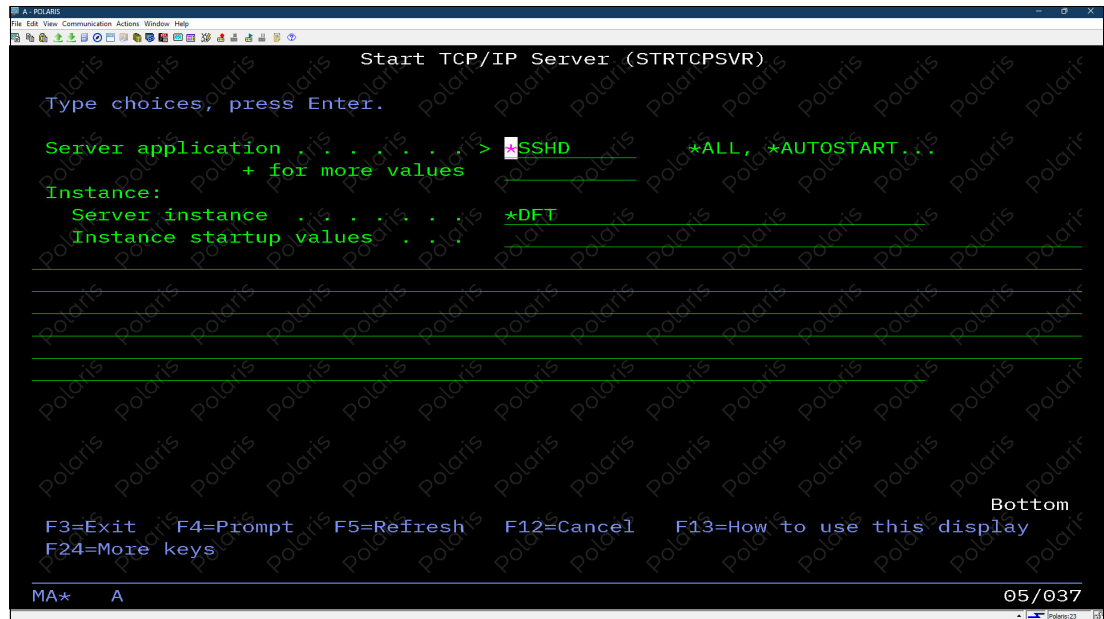 A - POLARIS
File Edit View Communication Actions Window Help
Start TCP/IP Server (STRTCPSVR)
Type choices, press Enter.
Server application . . . . . . . > *SSHD *ALL, *AUTOSTART...
+ for more values
Instance:
Server instance . . . . . . . *DFT
Instance startup values . . .
Bottom
F3=Exit F4=Prompt F5=Refresh F12=Cancel F13=How to use this display
F24=More keys
MA* A 05/037
Polaris:23